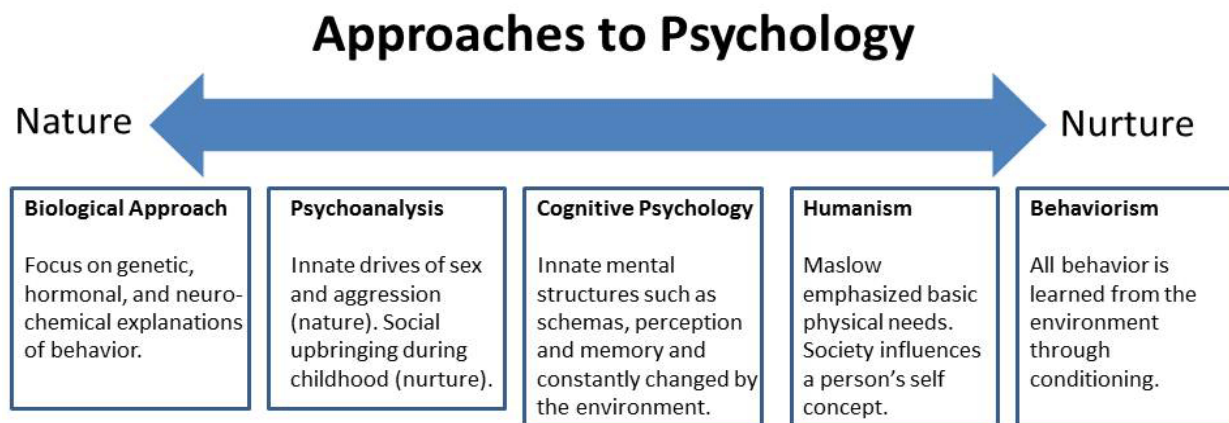 Approaches to Psychology
Nature
Nurture
Biological Approach
Focus on genetic,
hormonal, and neuro-
chemical explanations
of behavior.
Psychoanalysis
Innate drives of sex
and aggression
(nature). Social
upbringing during
childhood (nurture).
Cognitive Psychology
Innate mental
structures such as
schemas, perception
and memory and
constantly changed by
the environment.
Humanism
Maslow
emphasized basic
physical needs.
Society influences
a person's self
concept.
Behaviorism
All behavior is
learned from the
environment
through
conditioning.